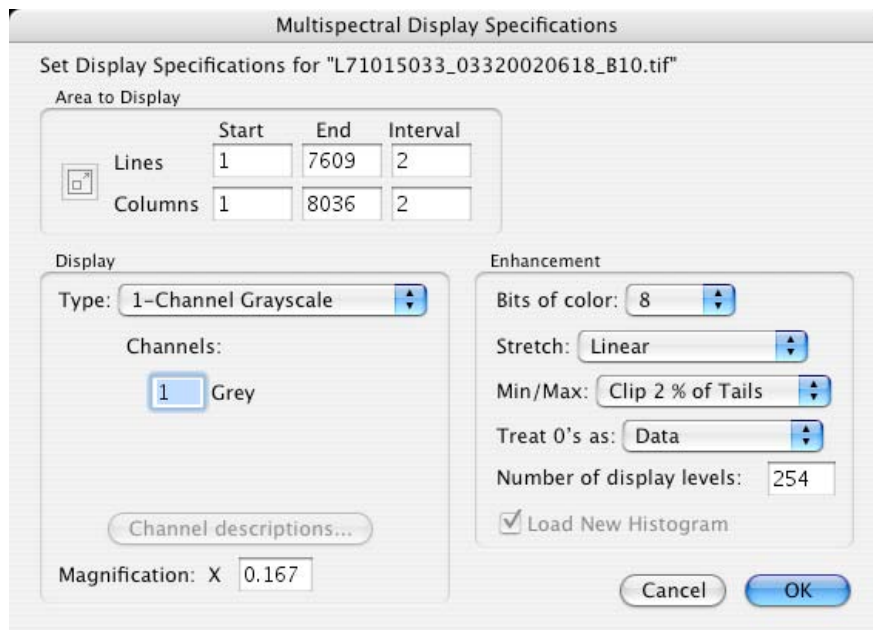 Multispectral Display Specifications
Set Display Specifications for "L71015033_03320020618_B10.tif"
Area to Display
Start End Interval
Lines 1 7609 2
Columns 1 8036 2
Display
Type: 1-Channel Grayscale
Channels:
1 Grey
Channel descriptions...
Magnification: X 0.167
Enhancement
Bits of color: 8
Stretch: Linear
Min/Max: Clip 2 % of Tails
Treat 0's as: Data
Number of display levels: 254
Load New Histogram
Cancel OK